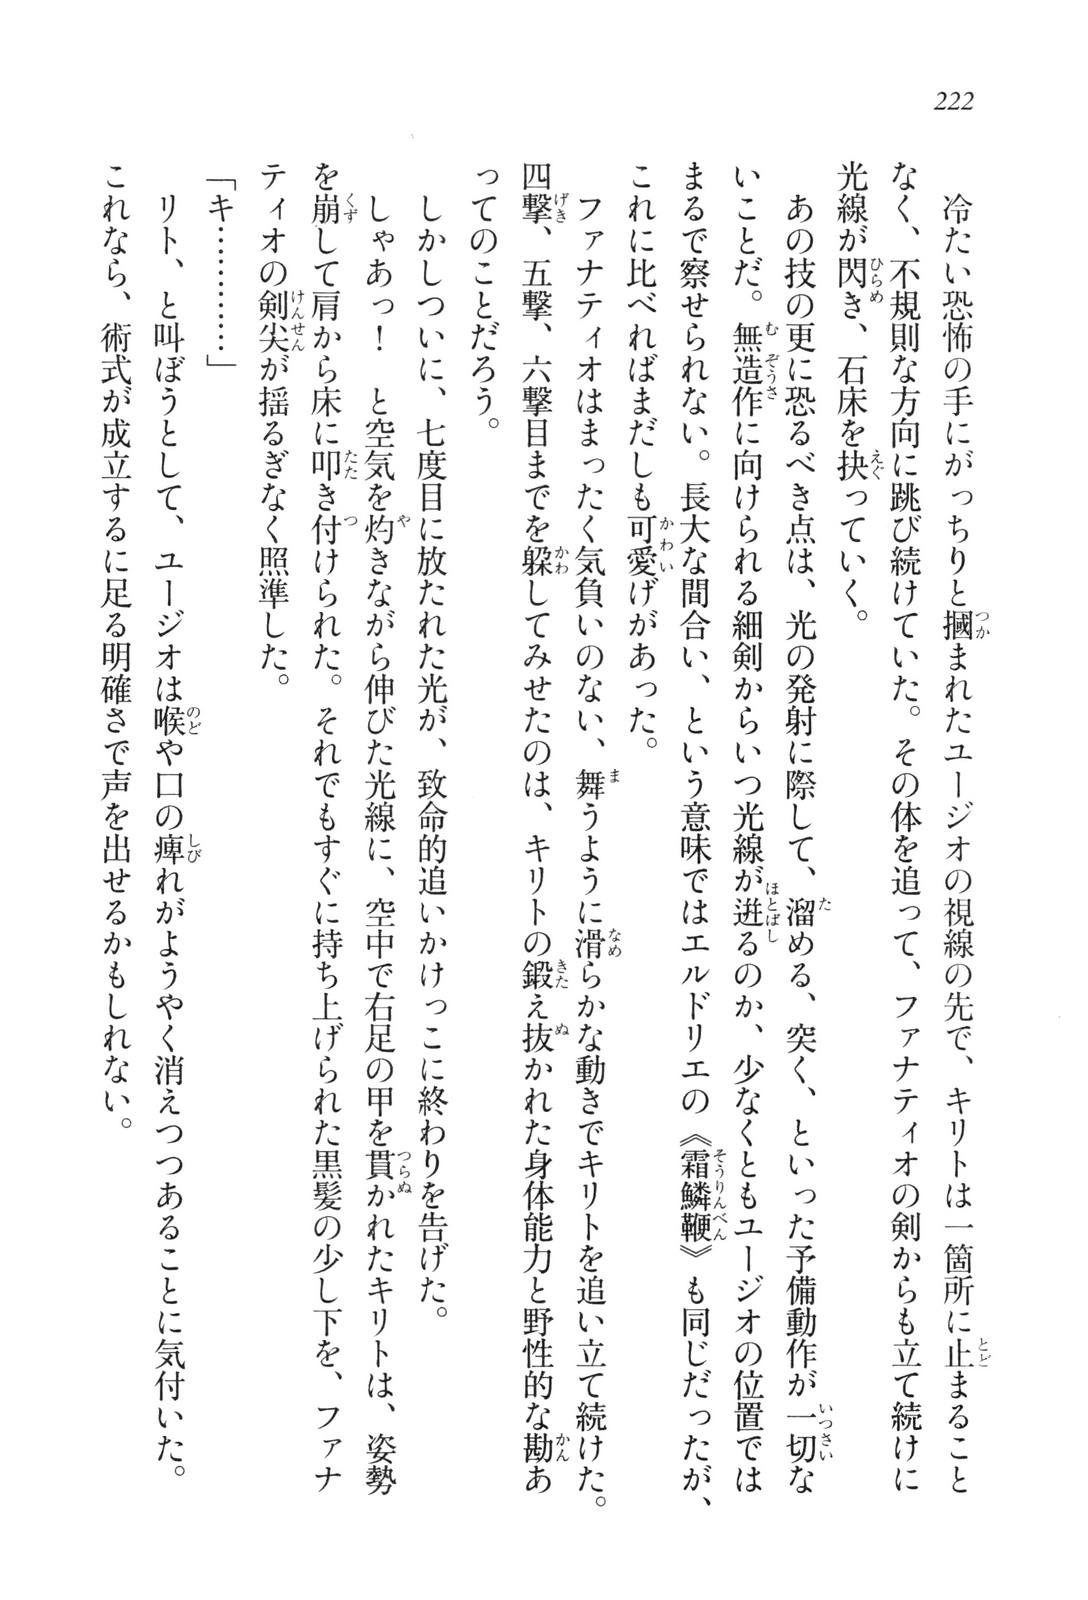 222
冷たい恐怖の手にがっちりと摑まれたユージオの視線の先で、キリトは一箇所に止まること
なく、不規則な方向に跳び続けていた。その体を追って、ファナティオの剣からも立て続けに
光線が閃き、石床を抉っていく。
あの技の更に恐るべき点は、光の発射に際して、溜める、突く、といった予備動作が一切な
いことだ。無造作に向けられる細剣からいつ光線が迸るのか、少なくともユージオの位置では
まるで察せられない。長大な間合い、という意味ではエルドリエの《霜鱗鞭》も同じだったが、
これに比べればまだしも可愛げがあった。
ファナティオはまったく気負いのない、舞うように滑らかな動きでキリトを追い立て続けた。
四撃、五撃、六撃目までを躱してみせたのは、キリトの鍛え抜かれた身体能力と野性的な勘あ
ってのことだろう。
しかしついに、七度目に放たれた光が、致命的追いかけっこに終わりを告げた。
しゃあっ！　と空気を灼きながら伸びた光線に、空中で右足の甲を貫かれたキリトは、姿勢
を崩して肩から床に叩き付けられた。それでもすぐに持ち上げられた黒髪の少し下を、ファナ
ティオの剣尖が揺るぎなく照準した。
「キ…………」
リト、と叫ぼうとして、ユージオは喉や口の痺れがようやく消えつつあることに気付いた。
これなら、術式が成立するに足る明確さで声を出せるかもしれない。